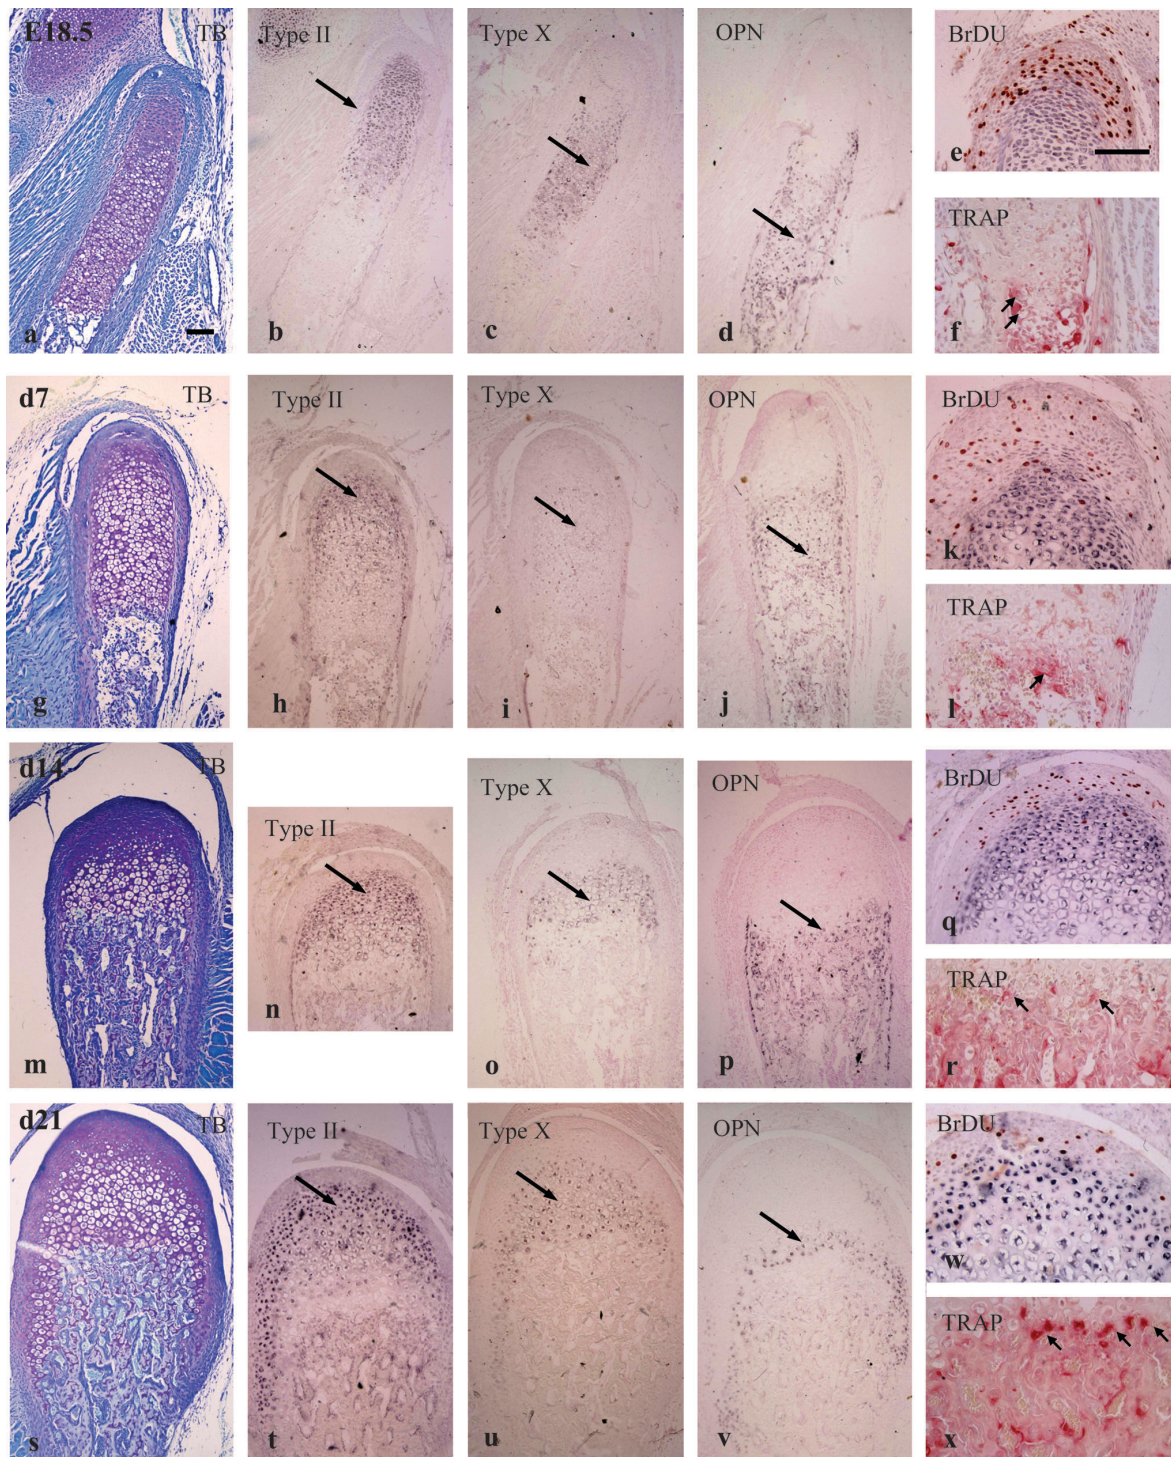 E18.5 TB
Type II
Type X
OPN
BrDU
a
b
c
d
e
TRAP
f
d7 TB
Type II
Type X
OPN
BrDU
k
TRAP
g
h
i
j
l
d14 TB
Type II
Type X
OPN
BrDU
q
TRAP
m
n
o
p
r
d21 TB
Type II
Type X
OPN
BrDU
w
TRAP
s
t
u
v
x